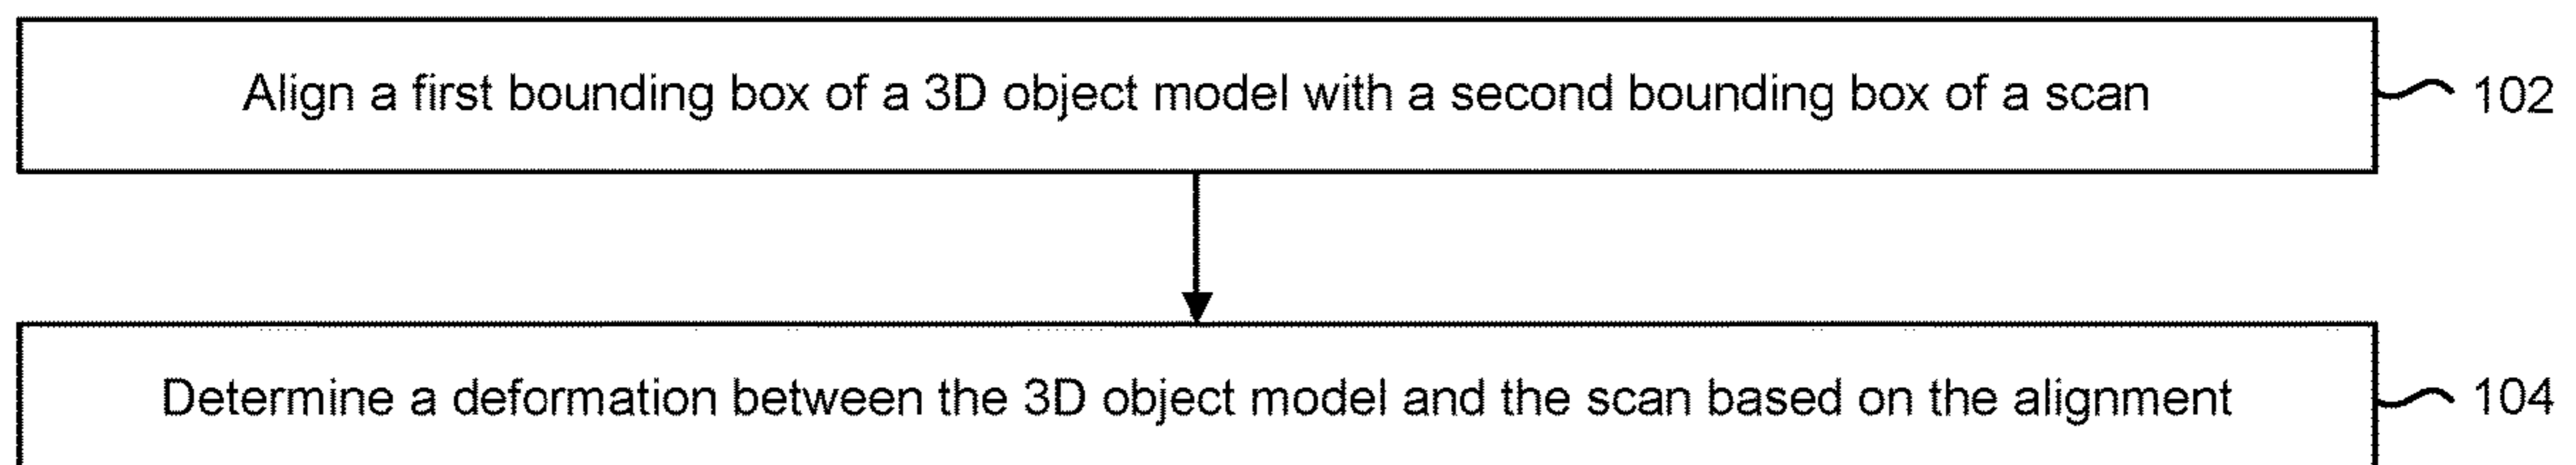 Align a first bounding box of a 3D object model with a second bounding box of a scan 102
Determine a deformation between the 3D object model and the scan based on the alignment 104